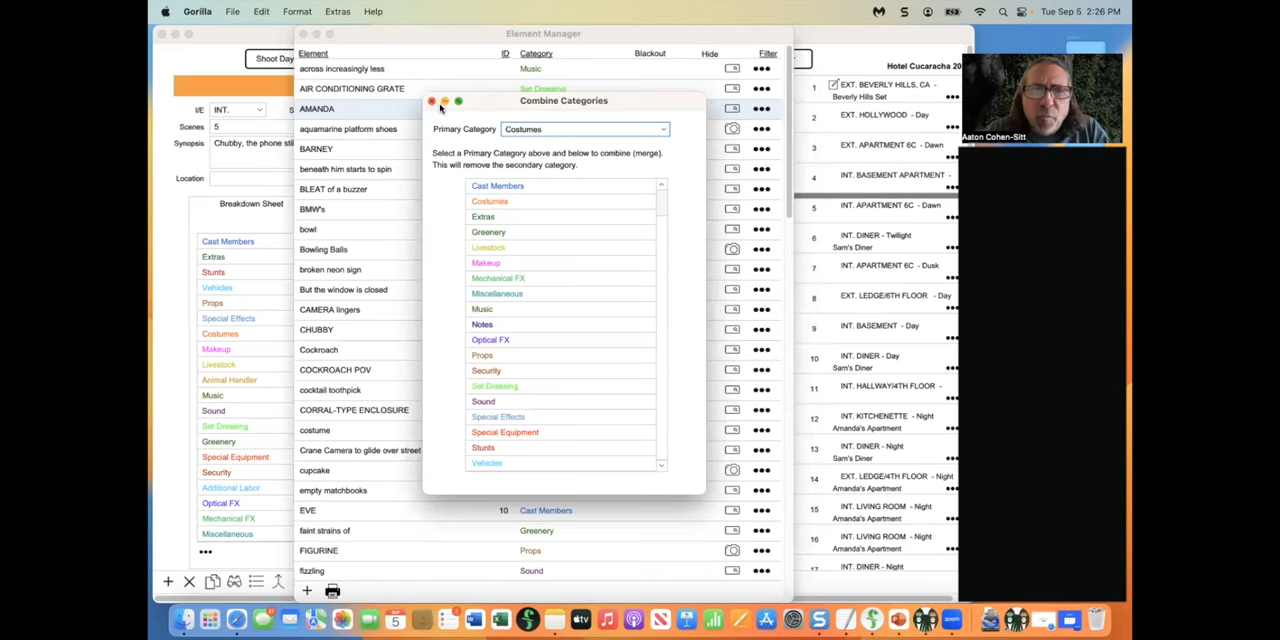 Gorilla File Edit Format Extras Help
Tue Sep 5 2:26 PM
Shoot Day
I/E INT.
Scenes 5
Synopsis Chubby, the phone stil
Location
Breakdown Sheet
Cast Members
Extras
Stunts
Vehicles
Props
Special Effects
Costumes
Makeup
Livestock
Animal Handler
Music
Sound
Set Dressing
Greenery
Special Equipment
Security
Additional Labor
Optical FX
Mechanical FX
Miscellaneous
Element Manager
Element ID Category Blackout Hide Filter
across increasingly less Music
AIR CONDITIONING GRATE Set Dressing
AMANDA
aquamarine platform shoes
BARNEY
beneath him starts to spin
BLEAT of a buzzer
BMW's
bowl
Bowling Balls
broken neon sign
But the window is closed
CAMERA lingers
CHUBBY
Cockroach
COCKROACH POV
cocktail toothpick
CORRAL-TYPE ENCLOSURE
costume
Crane Camera to glide over street
cupcake
empty matchbooks
EVE 10 Cast Members
faint strains of Greenery
FIGURINE Props
fizzling Sound
Combine Categories
Primary Category Costumes
Select a Primary Category above and below to combine (merge).
This will remove the secondary category.
Cast Members
Costumes
Extras
Greenery
Livestock
Makeup
Mechanical FX
Miscellaneous
Music
Notes
Optical FX
Props
Security
Set Dressing
Sound
Special Effects
Special Equipment
Stunts
Vehicles
Hotel Cucaracha 20
1 EXT. BEVERLY HILLS, CA -
Beverly Hills Set
2 EXT. HOLLYWOOD - Day
3 EXT. APARTMENT 6C - Dawn
4 INT. BASEMENT APARTMENT -
5 INT. APARTMENT 6C - Dawn
6 INT. DINER - Twilight
Sam's Diner
7 INT. APARTMENT 6C - Dusk
8 EXT. LEDGE/6TH FLOOR - Day
9 INT. BASEMENT - Day
10 INT. DINER - Day
Sam's Diner
11 INT. HALLWAY/4TH FLOOR -
12 INT. KITCHENETTE - Night
Amanda's Apartment
13 INT. DINER - Night
Sam's Diner
14 EXT. LEDGE/4TH FLOOR - Night
Amanda's Apartment
15 INT. LIVING ROOM - Night
Amanda's Apartment
16 INT. LIVING ROOM - Night
Amanda's Apartment
INT. DINER - Night
Aaton Cohen-Sitt